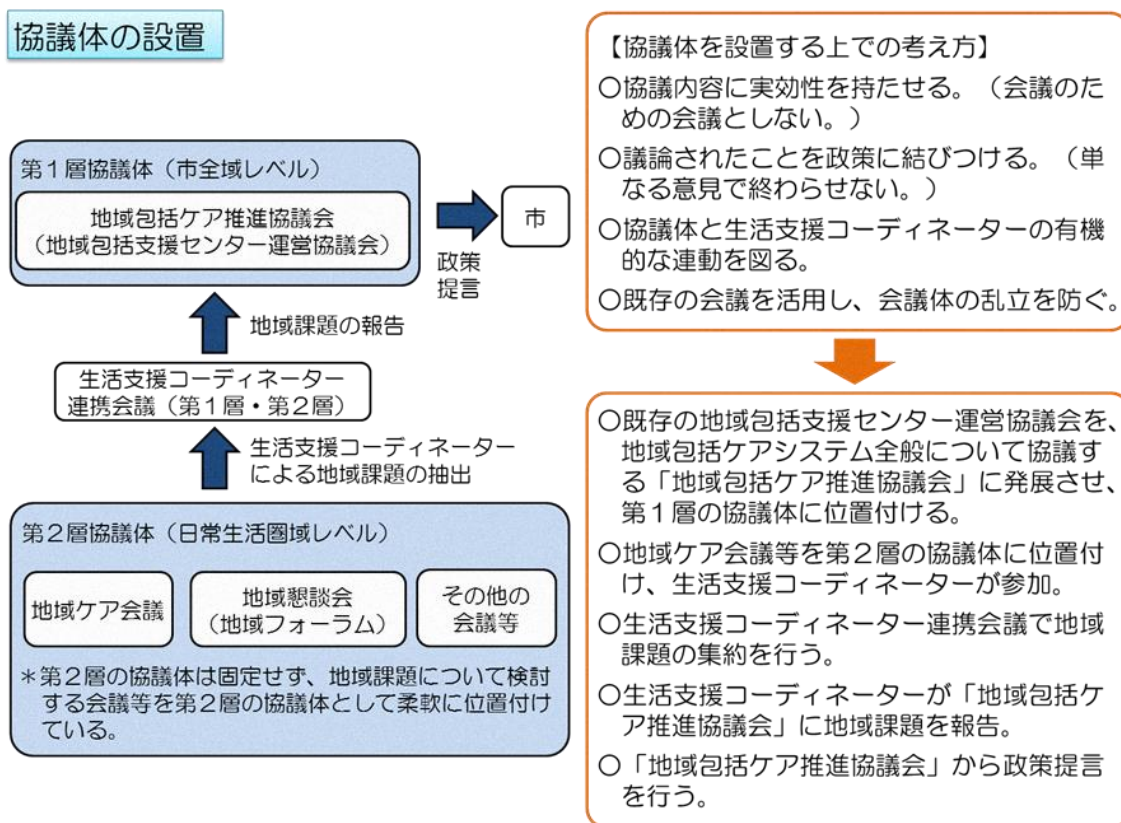 協議体の設置
第1層協議体（市全域レベル）
地域包括ケア推進協議会
（地域包括支援センター運営協議会）
政策
提言
市
地域課題の報告
生活支援コーディネーター
連携会議（第1層・第2層）
生活支援コーディネーター
による地域課題の抽出
第2層協議体（日常生活圏域レベル）
地域ケア会議
地域懇談会
（地域フォーラム）
その他の
会議等
＊第2層の協議体は固定せず、地域課題について検討
する会議等を第2層の協議体として柔軟に位置付け
ている。
【協議体を設置する上での考え方】
○協議内容に実効性を持たせる。（会議のた
めの会議としない。）
○議論されたことを政策に結びつける。（単
なる意見で終わらせない。）
○協議体と生活支援コーディネーターの有機
的な連動を図る。
○既存の会議を活用し、会議体の乱立を防ぐ。
○既存の地域包括支援センター運営協議会を、
地域包括ケアシステム全般について協議す
る「地域包括ケア推進協議会」に発展させ、
第1層の協議体に位置付ける。
○地域ケア会議等を第2層の協議体に位置付
け、生活支援コーディネーターが参加。
○生活支援コーディネーター連携会議で地域
課題の集約を行う。
○生活支援コーディネーターが「地域包括ケ
ア推進協議会」に地域課題を報告。
○「地域包括ケア推進協議会」から政策提言
を行う。